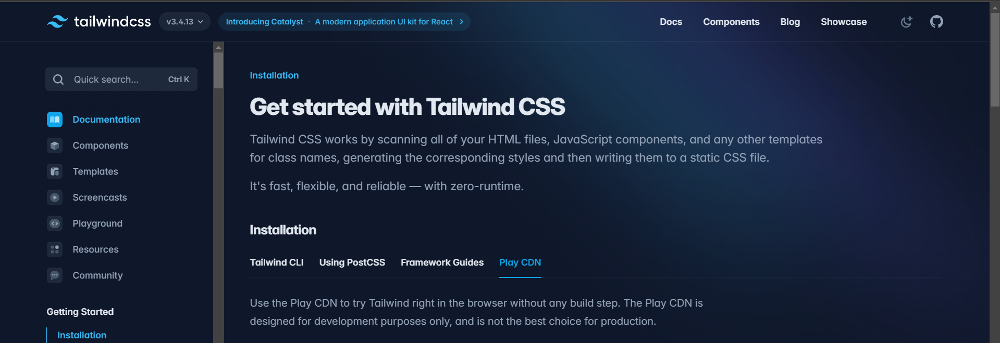 tailwindcss
v3.4.13
Introducing Catalyst · A modern application UI kit for React
Docs
Components
Blog
Showcase
Quick search...
Ctrl K
Documentation
Components
Templates
Screencasts
Playground
Resources
Community
Getting Started
Installation
Installation
Get started with Tailwind CSS
Tailwind CSS works by scanning all of your HTML files, JavaScript components, and any other templates
for class names, generating the corresponding styles and then writing them to a static CSS file.
It's fast, flexible, and reliable — with zero-runtime.
Installation
Tailwind CLI
Using PostCSS
Framework Guides
Play CDN
Use the Play CDN to try Tailwind right in the browser without any build step. The Play CDN is
designed for development purposes only, and is not the best choice for production.